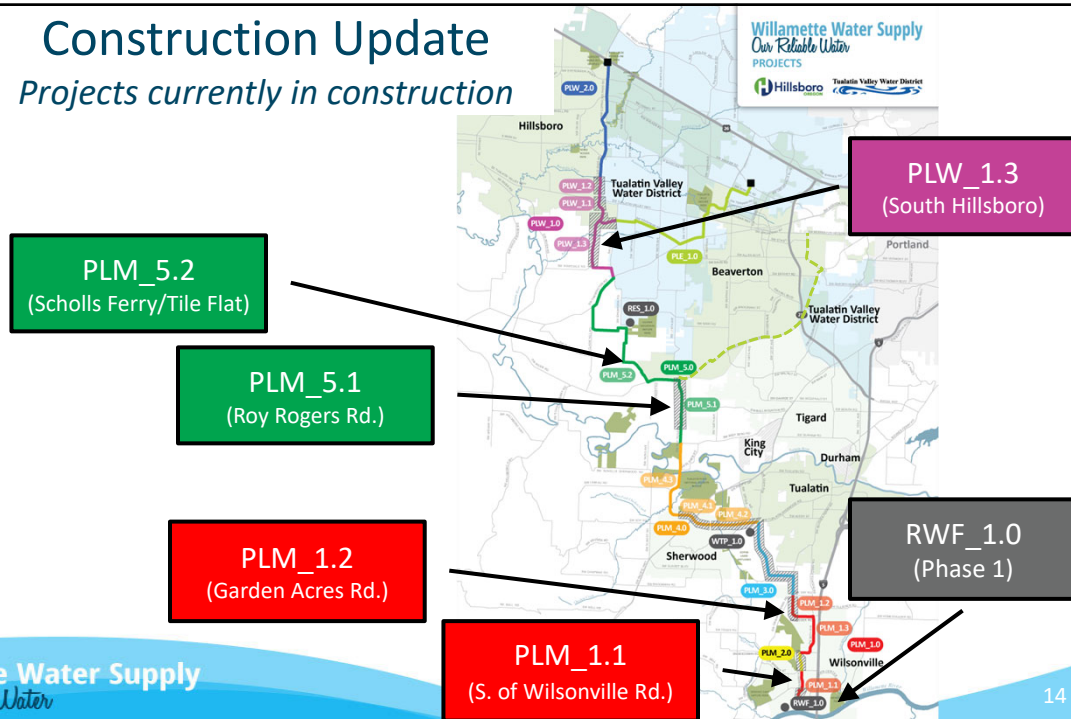 Construction Update
Projects currently in construction
Willamette Water Supply
Our Reliable Water
PROJECTS
Hillsboro
OREGON
Tualatin Valley Water District
PLW_2.0
Hillsboro
PLW_1.2
PLW_1.1
PLW_1.0
PLW_1.3
Tualatin Valley
Water District
PLE_1.0
Beaverton
Portland
RES_1.0
Tualatin Valley
Water District
PLM_5.2
PLM_5.0
PLM_5.1
Tigard
King
City
Durham
Tualatin
PLM_4.3
PLM_4.1
PLM_4.2
PLM_4.0
WTP_1.0
Sherwood
PLM_3.0
PLM_1.2
PLM_1.3
PLM_2.0
PLM_1.0
Wilsonville
PLM_1.1
RWF_1.0
PLW_1.3
(South Hillsboro)
PLM_5.2
(Scholls Ferry/Tile Flat)
PLM_5.1
(Roy Rogers Rd.)
PLM_1.2
(Garden Acres Rd.)
RWF_1.0
(Phase 1)
PLM_1.1
(S. of Wilsonville Rd.)
e Water Supply
Water
14